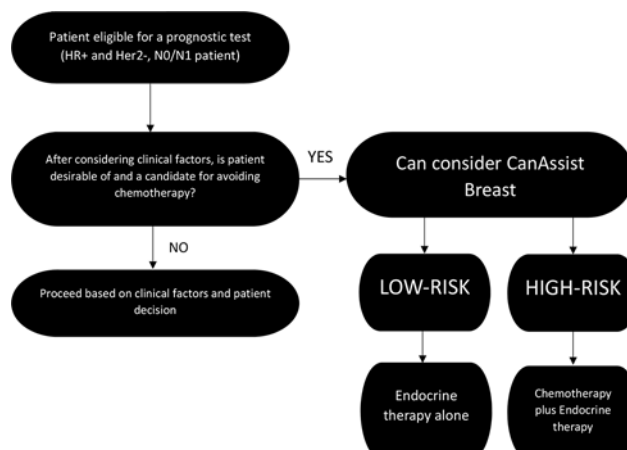 Patient eligible for a prognostic test
(HR+ and Her2-, N0/N1 patient)
After considering clinical factors, is patient
desirable of and a candidate for avoiding
chemotherapy?
YES
Can consider CanAssist
Breast
NO
Proceed based on clinical factors and patient
decision
LOW-RISK
HIGH-RISK
Endocrine
therapy alone
Chemotherapy
plus Endocrine
therapy